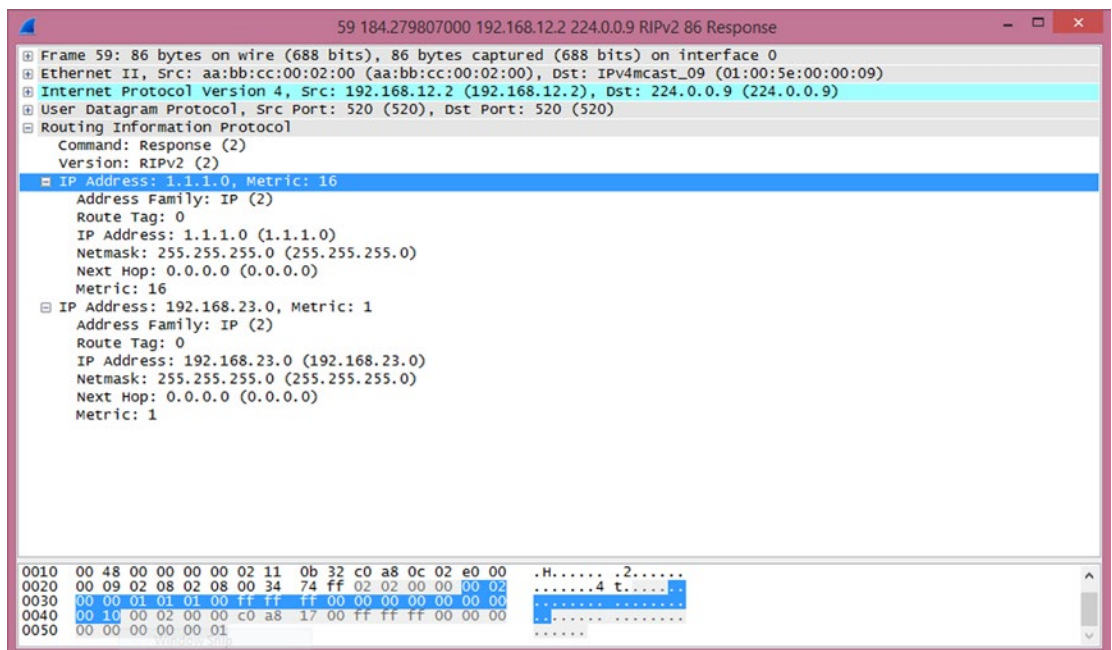 59 184.279807000 192.168.12.2 224.0.0.9 RIPv2 86 Response
Frame 59: 86 bytes on wire (688 bits), 86 bytes captured (688 bits) on interface 0
Ethernet II, Src: aa:bb:cc:00:02:00 (aa:bb:cc:00:02:00), Dst: IPv4mcast_09 (01:00:5e:00:00:09)
Internet Protocol Version 4, Src: 192.168.12.2 (192.168.12.2), Dst: 224.0.0.9 (224.0.0.9)
User Datagram Protocol, Src Port: 520 (520), Dst Port: 520 (520)
Routing Information Protocol
Command: Response (2)
Version: RIPv2 (2)
IP Address: 1.1.1.0, Metric: 16
Address Family: IP (2)
Route Tag: 0
IP Address: 1.1.1.0 (1.1.1.0)
Netmask: 255.255.255.0 (255.255.255.0)
Next Hop: 0.0.0.0 (0.0.0.0)
Metric: 16
IP Address: 192.168.23.0, Metric: 1
Address Family: IP (2)
Route Tag: 0
IP Address: 192.168.23.0 (192.168.23.0)
Netmask: 255.255.255.0 (255.255.255.0)
Next Hop: 0.0.0.0 (0.0.0.0)
Metric: 1
0010 00 48 00 00 00 00 02 11 0b 32 c0 a8 0c 02 e0 00 .H...... .2......
0020 00 09 02 08 02 08 00 34 74 ff 02 02 00 00 00 02 .......4 t.......
0030 00 00 01 01 01 00 ff ff ff 00 00 00 00 00 00 00 ........ ........
0040 00 10 00 02 00 00 c0 a8 17 00 ff ff ff 00 00 00 ........ ........
0050 00 00 00 00 00 01 ......
Window Snip